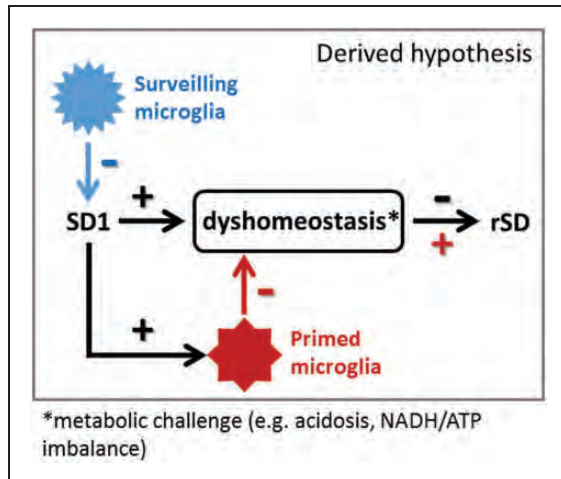 Derived hypothesis
Surveilling
microglia
-
SD1
+
dyshomeostasis*
-
+
rSD
+
-
Primed
microglia
*metabolic challenge (e.g. acidosis, NADH/ATP
imbalance)